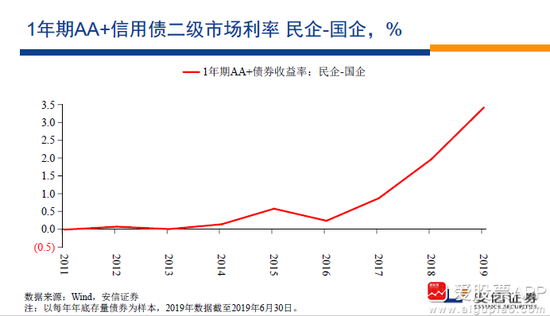 1年期AA+信用债二级市场利率 民企-国企，%
1年期AA+债券收益率：民企-国企
3.5
3.0
2.5
2.0
1.5
1.0
0.5
0.0
(0.5)
2011
2012
2013
2014
2015
2016
2017
2018
2019
数据来源：Wind，安信证券
注：以每年年底存量债券为样本，2019年数据截至2019年6月30日。
安信证券
ESSENCE SECURITIES
爱股票APP
www.aigupiao.com